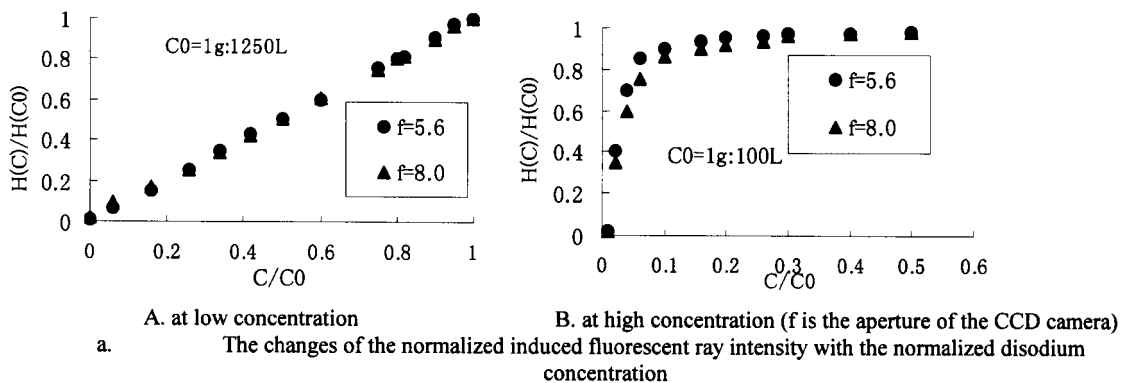 1
0.8
0.6
0.4
0.2
0
H(C)/H(C0)
C0=1g:1250L
f=5.6
f=8.0
0 0.2 0.4 0.6 0.8 1
C/C0
1
0.8
0.6
0.4
0.2
0
H(C)/H(C0)
f=5.6
f=8.0
C0=1g:100L
0 0.1 0.2 0.3 0.4 0.5 0.6
C/C0
A. at low concentration
B. at high concentration (f is the aperture of the CCD camera)
a. The changes of the normalized induced fluorescent ray intensity with the normalized disodium
concentration